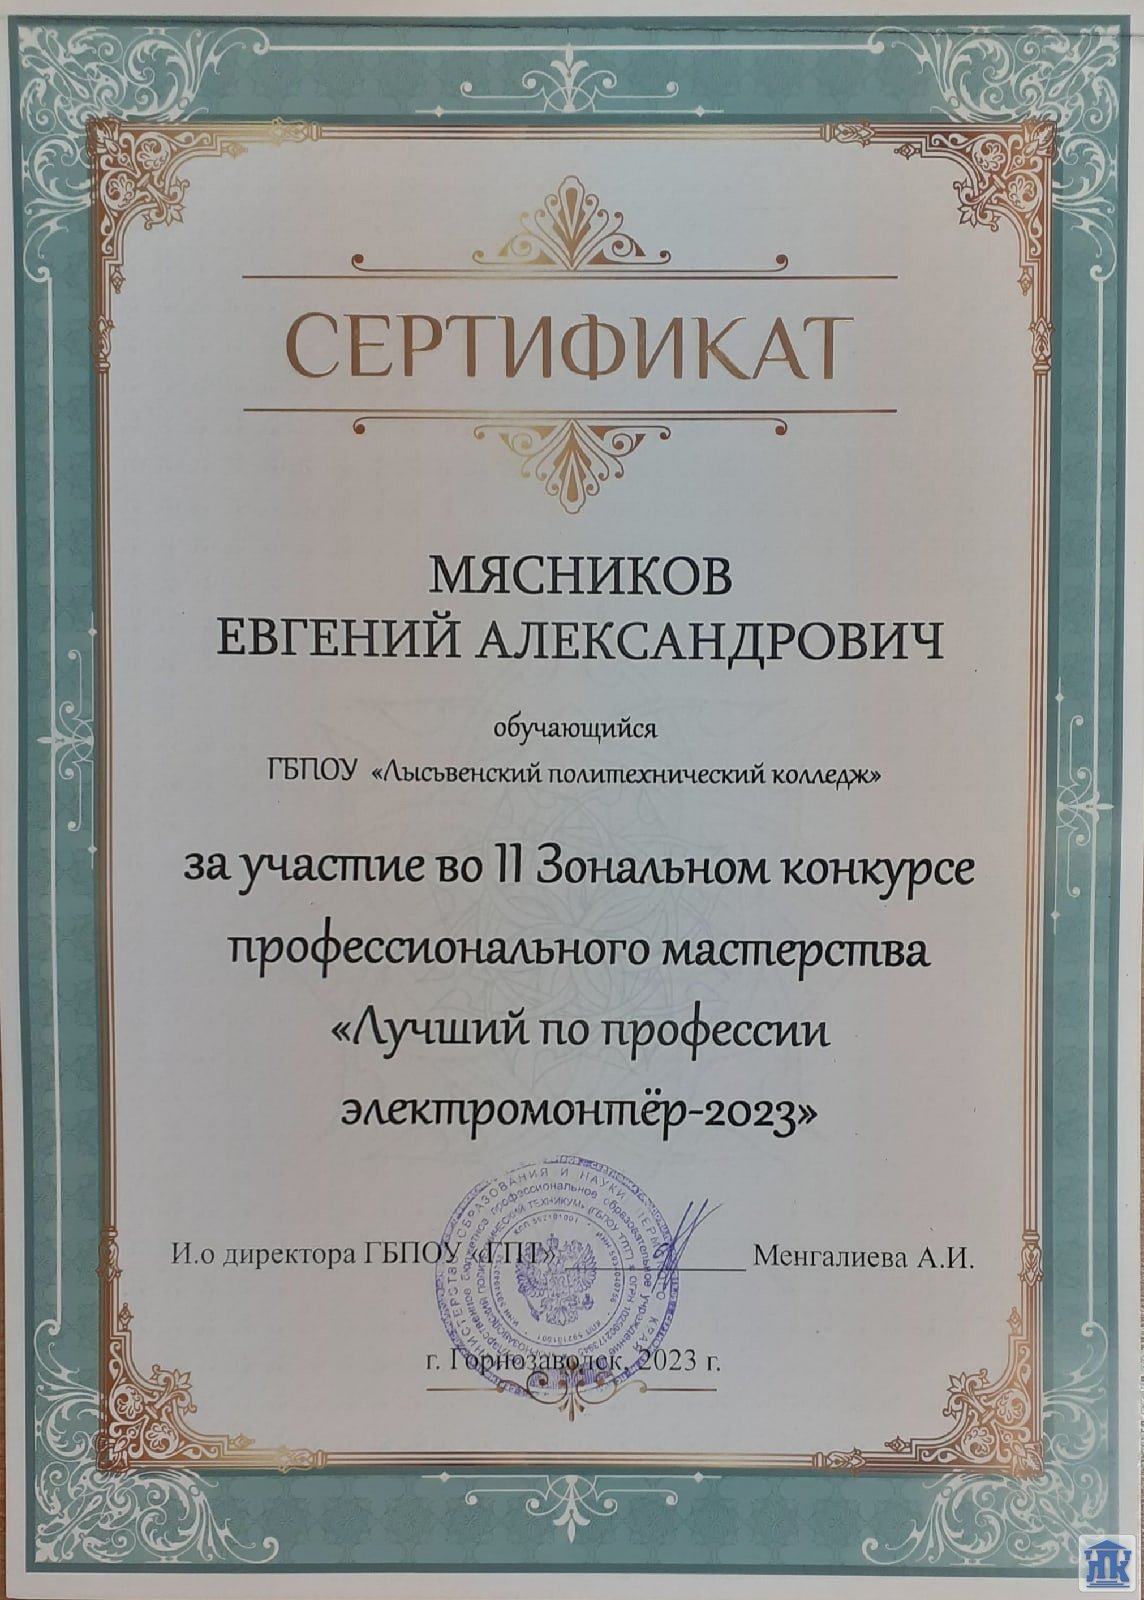 СЕРТИФИКАТ
МЯСНИКОВ
ЕВГЕНИЙ АЛЕКСАНДРОВИЧ
обучающийся
ГБПОУ «Лысьвенский политехнический колледж»
за участие во II Зональном конкурсе
профессионального мастерства
«Лучший по профессии
электромонтёр-2023»
И.о директора ГБПОУ «ГПТ» Менгалиева А.И.
г. Горнозаводск, 2023 г.
ЛПК